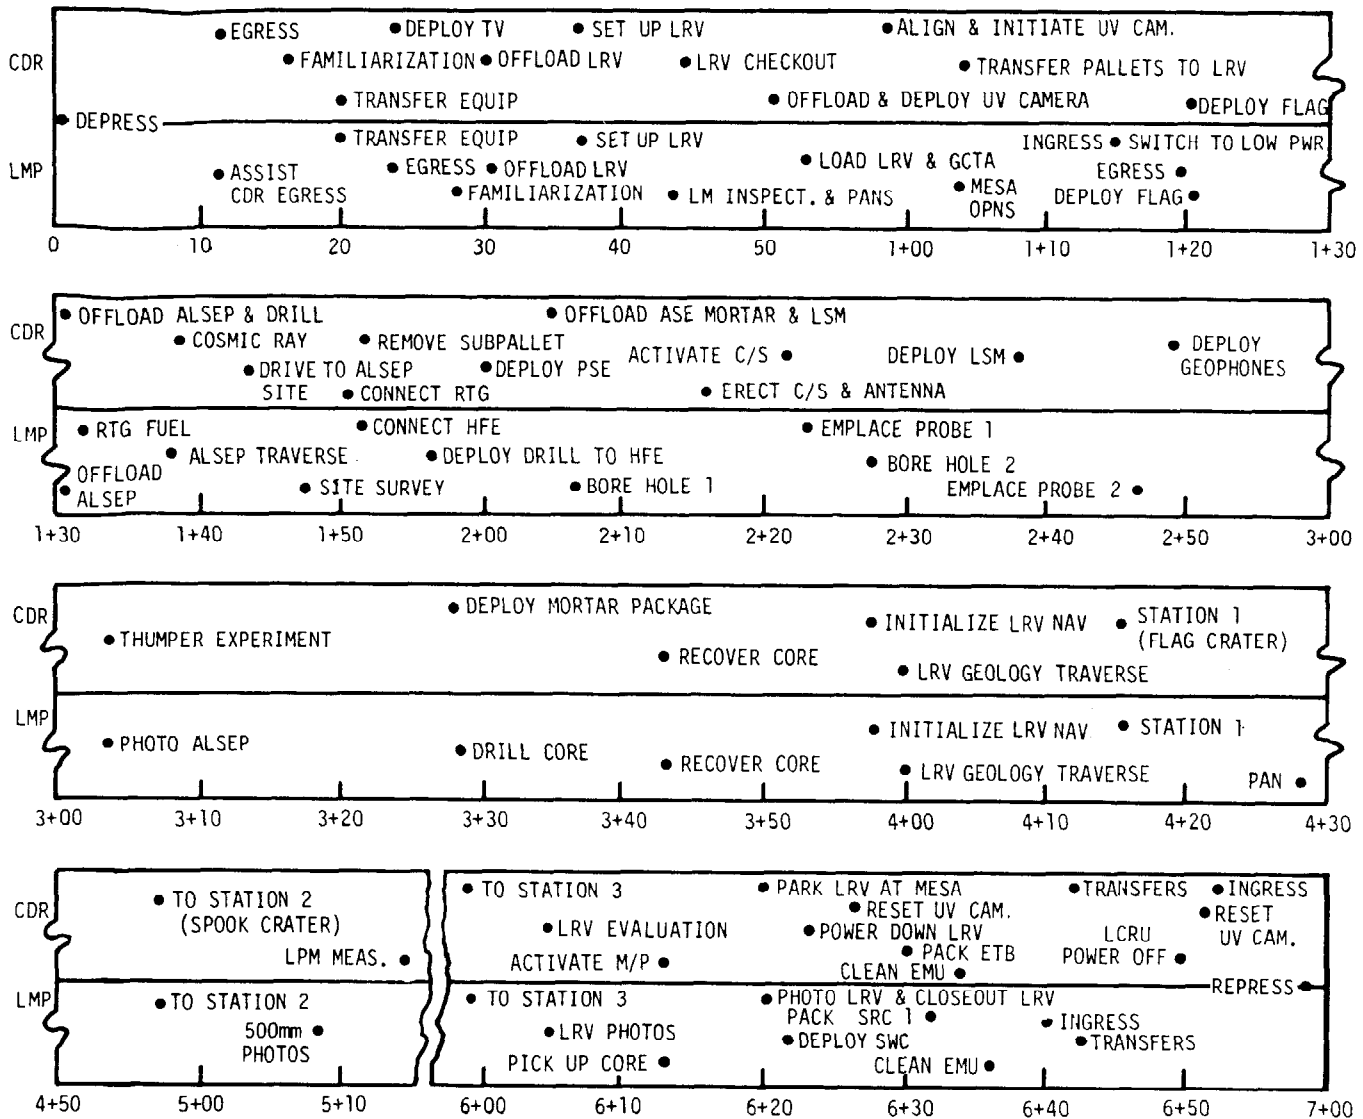 EGRESS
DEPLOY TV
SET UP LRV
ALIGN & INITIATE UV CAM.
CDR
FAMILIARIZATION
OFFLOAD LRV
LRV CHECKOUT
TRANSFER PALLETS TO LRV
TRANSFER EQUIP
OFFLOAD & DEPLOY UV CAMERA
DEPLOY FLAG
DEPRESS
TRANSFER EQUIP
SET UP LRV
INGRESS
SWITCH TO LOW PWR
LMP
ASSIST
CDR EGRESS
EGRESS
OFFLOAD LRV
FAMILIARIZATION
LM INSPECT. & PANS
LOAD LRV & GCTA
MESA
OPNS
EGRESS
DEPLOY FLAG
0 10 20 30 40 50 1+00 1+10 1+20 1+30
CDR
OFFLOAD ALSEP & DRILL
OFFLOAD ASE MORTAR & LSM
COSMIC RAY
REMOVE SUBPALLET
ACTIVATE C/S
DEPLOY LSM
DEPLOY
GEOPHONES
DRIVE TO ALSEP
SITE
DEPLOY PSE
CONNECT RTG
ERECT C/S & ANTENNA
LMP
RTG FUEL
CONNECT HFE
EMPLACE PROBE 1
ALSEP TRAVERSE
DEPLOY DRILL TO HFE
BORE HOLE 2
OFFLOAD
ALSEP
SITE SURVEY
BORE HOLE 1
EMPLACE PROBE 2
1+30 1+40 1+50 2+00 2+10 2+20 2+30 2+40 2+50 3+00
CDR
DEPLOY MORTAR PACKAGE
INITIALIZE LRV NAV
STATION 1
(FLAG CRATER)
THUMPER EXPERIMENT
RECOVER CORE
LRV GEOLOGY TRAVERSE
LMP
INITIALIZE LRV NAV
STATION 1
PHOTO ALSEP
DRILL CORE
RECOVER CORE
LRV GEOLOGY TRAVERSE
PAN
3+00 3+10 3+20 3+30 3+40 3+50 4+00 4+10 4+20 4+30
CDR
TO STATION 2
(SPOOK CRATER)
LPM MEAS.
TO STATION 3
PARK LRV AT MESA
TRANSFERS
INGRESS
LRV EVALUATION
RESET UV CAM.
POWER DOWN LRV
LCRU
POWER OFF
RESET
UV CAM.
ACTIVATE M/P
PACK ETB
CLEAN EMU
REPRESS
LMP
TO STATION 2
500mm
PHOTOS
TO STATION 3
PHOTO LRV & CLOSEOUT LRV
PACK SRC 1
INGRESS
LRV PHOTOS
DEPLOY SWC
TRANSFERS
PICK UP CORE
CLEAN EMU
4+50 5+00 5+10 6+00 6+10 6+20 6+30 6+40 6+50 7+00